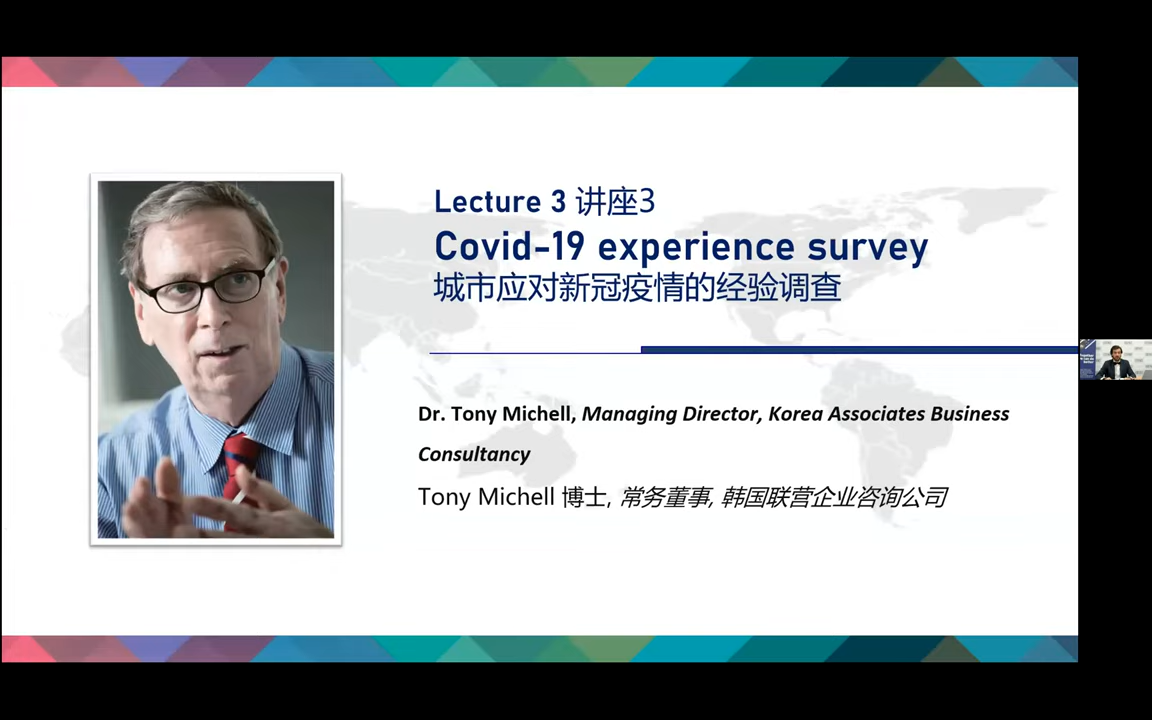 Lecture 3 讲座3
Covid-19 experience survey
城市应对新冠疫情的经验调查
Dr. Tony Michell, Managing Director, Korea Associates Business
Consultancy
Tony Michell 博士, 常务董事, 韩国联营企业咨询公司